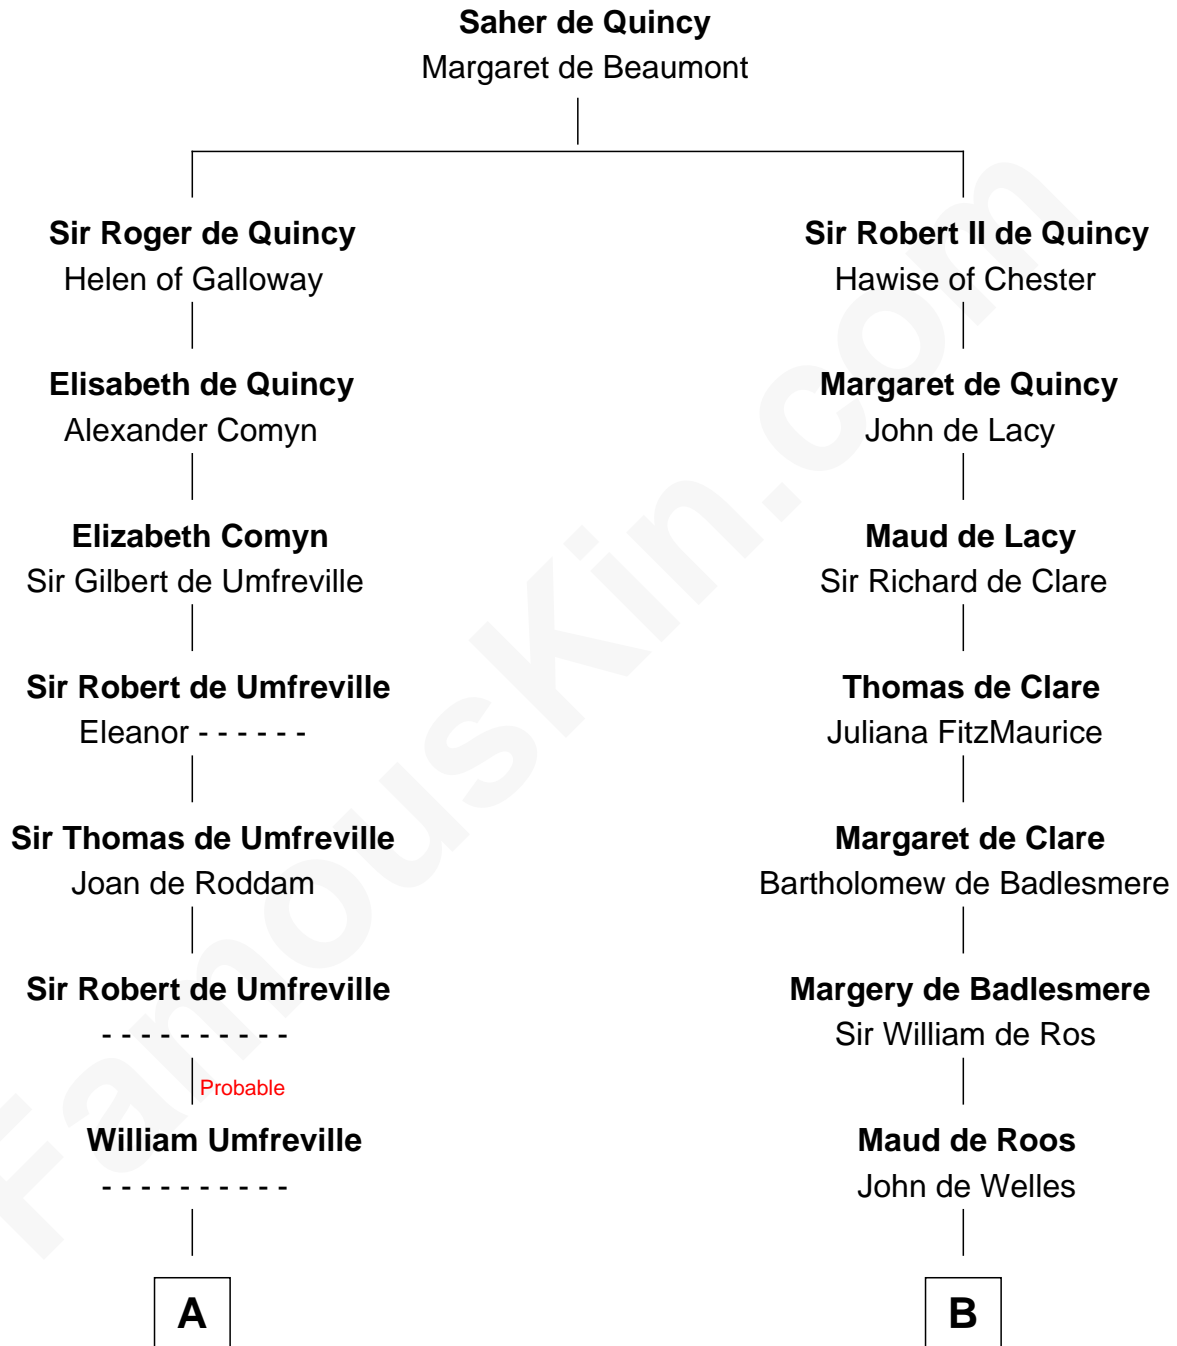 Saher de Quincy
Margaret de Beaumont
Sir Roger de Quincy
Helen of Galloway
Sir Robert II de Quincy
Hawise of Chester
Elisabeth de Quincy
Alexander Comyn
Margaret de Quincy
John de Lacy
Elizabeth Comyn
Sir Gilbert de Umfreville
Maud de Lacy
Sir Richard de Clare
Sir Robert de Umfreville
Eleanor - - - - - -
Thomas de Clare
Juliana FitzMaurice
Sir Thomas de Umfreville
Joan de Roddam
Margaret de Clare
Bartholomew de Badlesmere
Sir Robert de Umfreville
- - - - - - - - - -
Margery de Badlesmere
Sir William de Ros
Probable
William Umfreville
- - - - - - - - - -
Maud de Roos
John de Welles
A
B
FamousKin.com